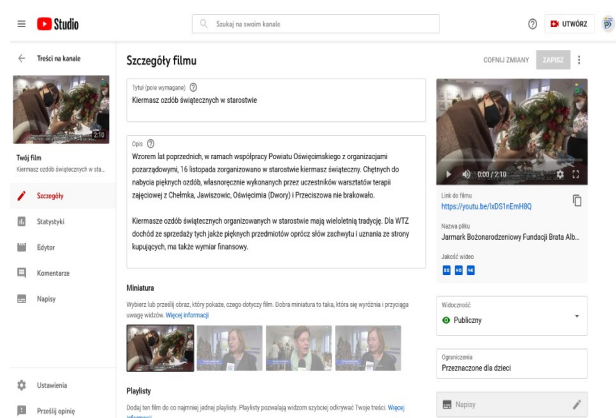 Studio
Szukaj na swoim kanale
UTWÓRZ
Treści na kanale
2:10
Twój film
Kiermasz ozdób świątecznych w sta...
Szczegóły
Statystyki
Edytor
Komentarze
Napisy
Ustawienia
Prześlij opinię
Szczegóły filmu
COFNIJ ZMIANY
ZAPISZ
Tytuł (pole wymagane)
Kiermasz ozdób świątecznych w starostwie
Opis
Wzorem lat poprzednich, w ramach współpracy Powiatu Oświęcimskiego z organizacjami
pozarządowymi, 16 listopada zorganizowano w starostwie kiermasz świąteczny. Chętnych do
nabycia pięknych ozdób, własnoręcznie wykonanych przez uczestników warsztatów terapii
zajęciowej z Chełmka, Jawiszowic, Oświęcimia (Dwory) i Przeciszowa nie brakowało.
Kiermasze ozdób świątecznych organizowanych w starostwie mają wieloletnią tradycję. Dla WTZ
dochód ze sprzedaży tych jakże pięknych przedmiotów oprócz słów zachwytu i uznania ze strony
kupujących, ma także wymiar finansowy.
Miniatura
Wybierz lub prześlij obraz, który pokaże, czego dotyczy film. Dobra miniatura to taka, która się wyróżnia i przyciąga
uwagę widzów. Więcej informacji
Playlisty
Dodaj ten film do co najmniej jednej playlisty. Playlisty pozwalają widzom szybciej odkrywać Twoje treści. Więcej
informacji
0:00 / 2:10
Link do filmu
https://youtu.be/lxDS1nEmH8Q
Nazwa pliku
Jarmark Bożonarodzeniowy Fundacji Brata Alb...
Jakość wideo
SD HD HD
Widoczność
Publiczny
Ograniczenia
Przeznaczone dla dzieci
Napisy